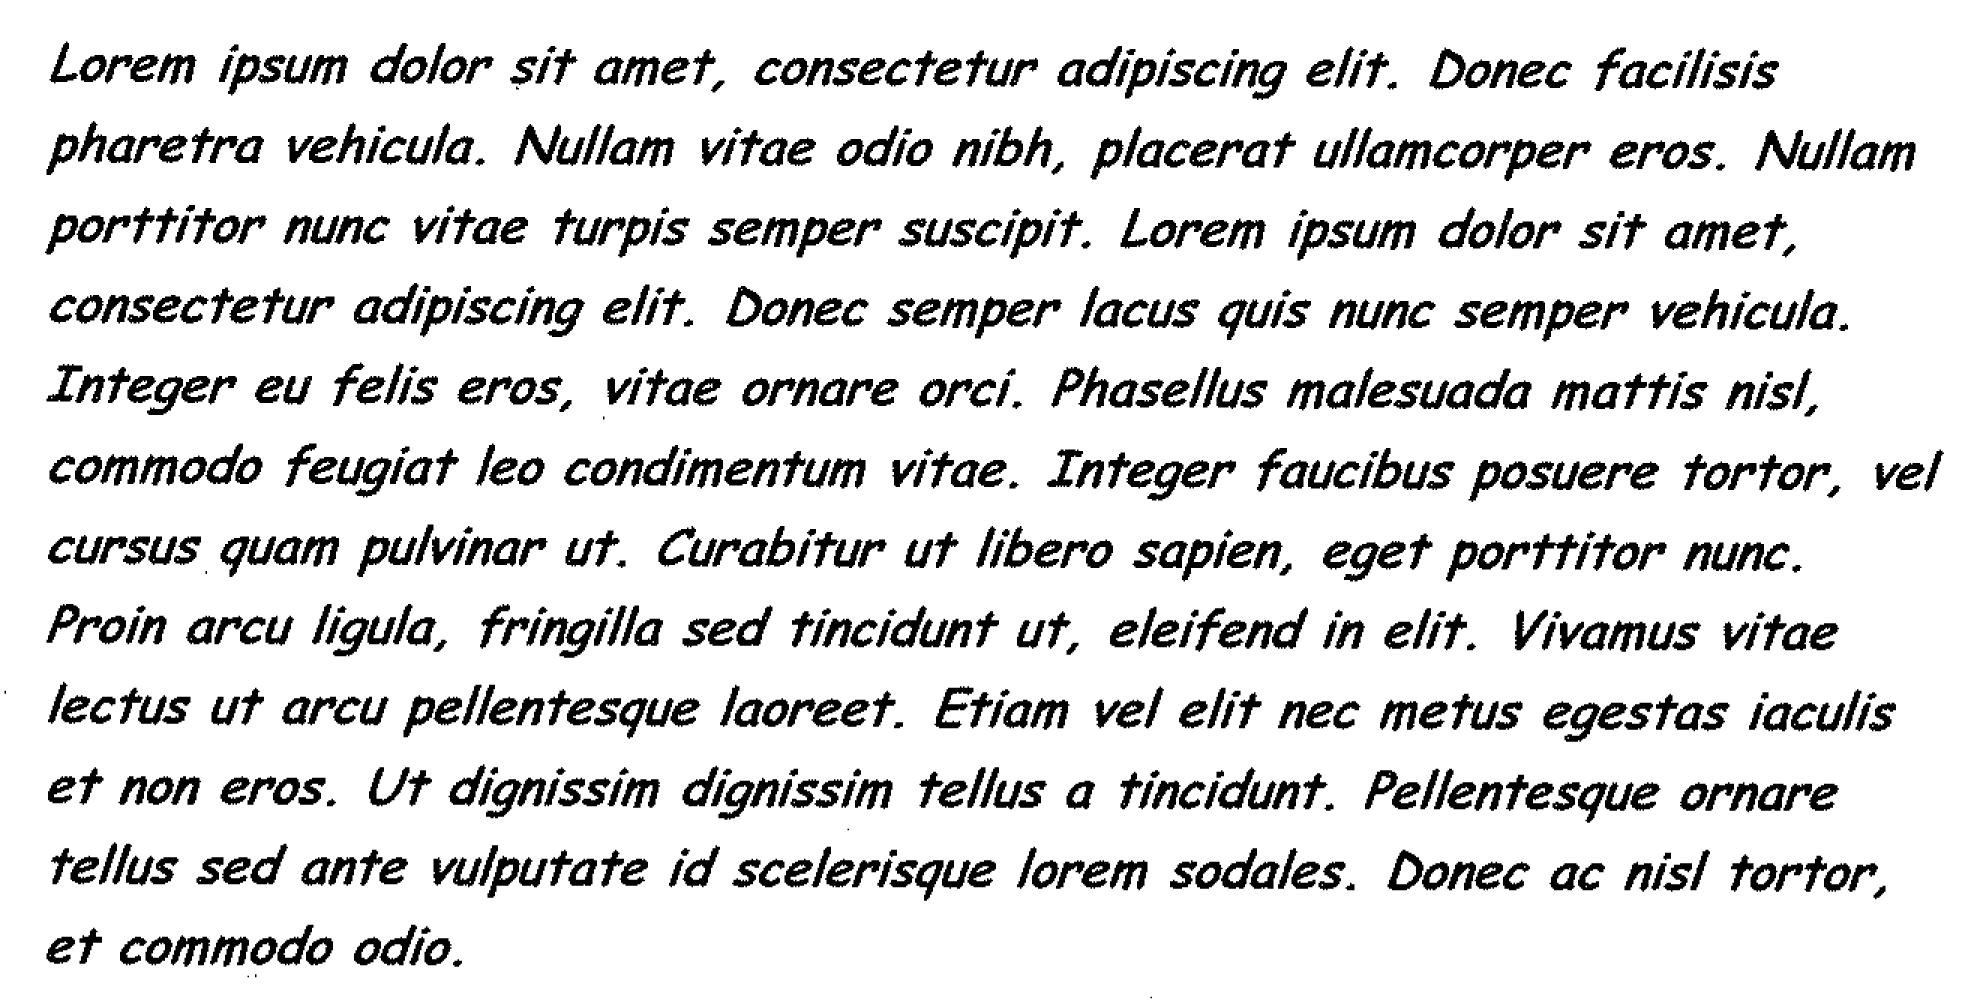 Lorem ipsum dolor sit amet, consectetur adipiscing elit. Donec facilisis
pharetra vehicula. Nullam vitae odio nibh, placerat ullamcorper eros. Nullam
porttitor nunc vitae turpis semper suscipit. Lorem ipsum dolor sit amet,
consectetur adipiscing elit. Donec semper lacus quis nunc semper vehicula.
Integer eu felis eros, vitae ornare orci. Phasellus malesuada mattis nisl,
commodo feugiat leo condimentum vitae. Integer faucibus posuere tortor, vel
cursus quam pulvinar ut. Curabitur ut libero sapien, eget porttitor nunc.
Proin arcu ligula, fringilla sed tincidunt ut, eleifend in elit. Vivamus vitae
lectus ut arcu pellentesque laoreet. Etiam vel elit nec metus egestas iaculis
et non eros. Ut dignissim dignissim tellus a tincidunt. Pellentesque ornare
tellus sed ante vulputate id scelerisque lorem sodales. Donec ac nisl tortor,
et commodo odio.